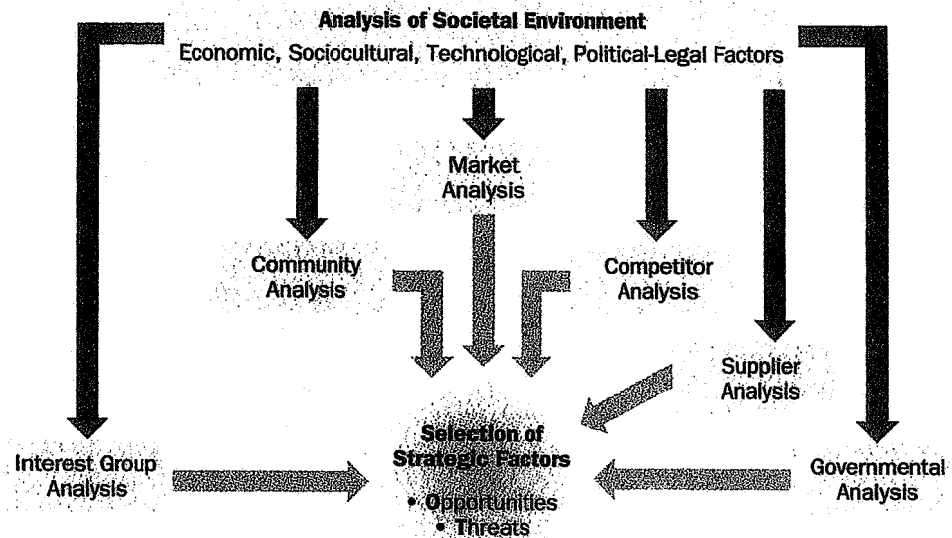 Analysis of Societal Environment
Economic, Sociocultural, Technological, Political-Legal Factors
Market
Analysis
Community
Analysis
Competitor
Analysis
Supplier
Analysis
Selection of
Strategic Factors
• Opportunities
• Threats
Interest Group
Analysis
Governmental
Analysis